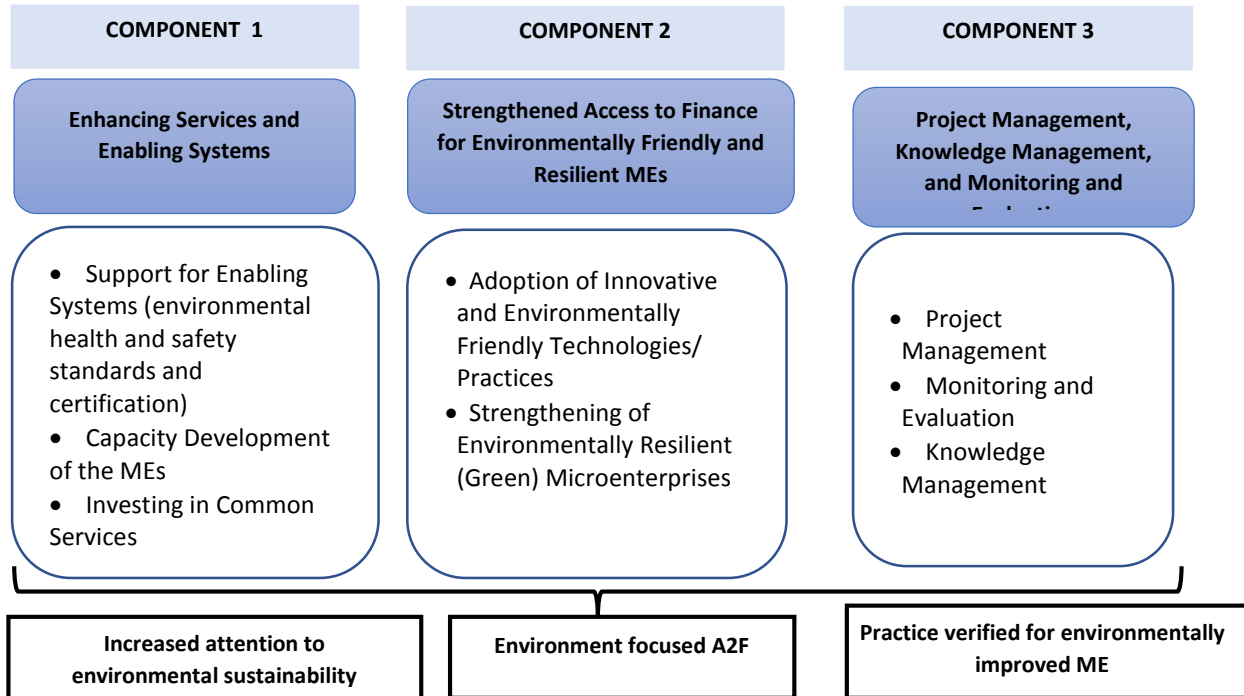 COMPONENT 1
COMPONENT 2
COMPONENT 3
Enhancing Services and
Enabling Systems
Strengthened Access to Finance
for Environmentally Friendly and
Resilient MEs
Project Management,
Knowledge Management,
and Monitoring and
• Support for Enabling
Systems (environmental
health and safety
standards and
certification)
• Capacity Development
of the MEs
• Investing in Common
Services
• Adoption of Innovative
and Environmentally
Friendly Technologies/
Practices
• Strengthening of
Environmentally Resilient
(Green) Microenterprises
• Project
Management
• Monitoring and
Evaluation
• Knowledge
Management
Increased attention to
environmental sustainability
Environment focused A2F
Practice verified for environmentally
improved ME